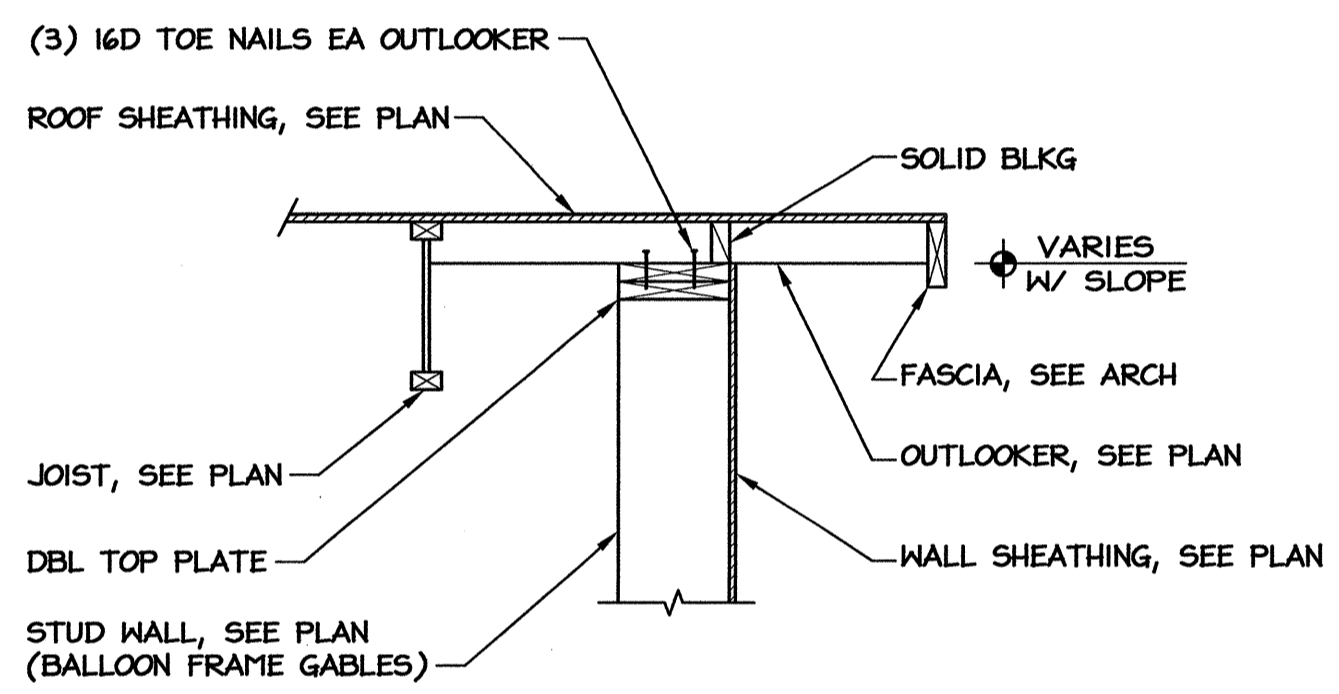 (3) 16D TOE NAILS EA OUTLOOKER
ROOF SHEATHING, SEE PLAN
SOLID BLKG
VARIES
W/ SLOPE
FASCIA, SEE ARCH
OUTLOOKER, SEE PLAN
JOIST, SEE PLAN
DBL TOP PLATE
WALL SHEATHING, SEE PLAN
STUD WALL, SEE PLAN
(BALLOON FRAME GABLES)